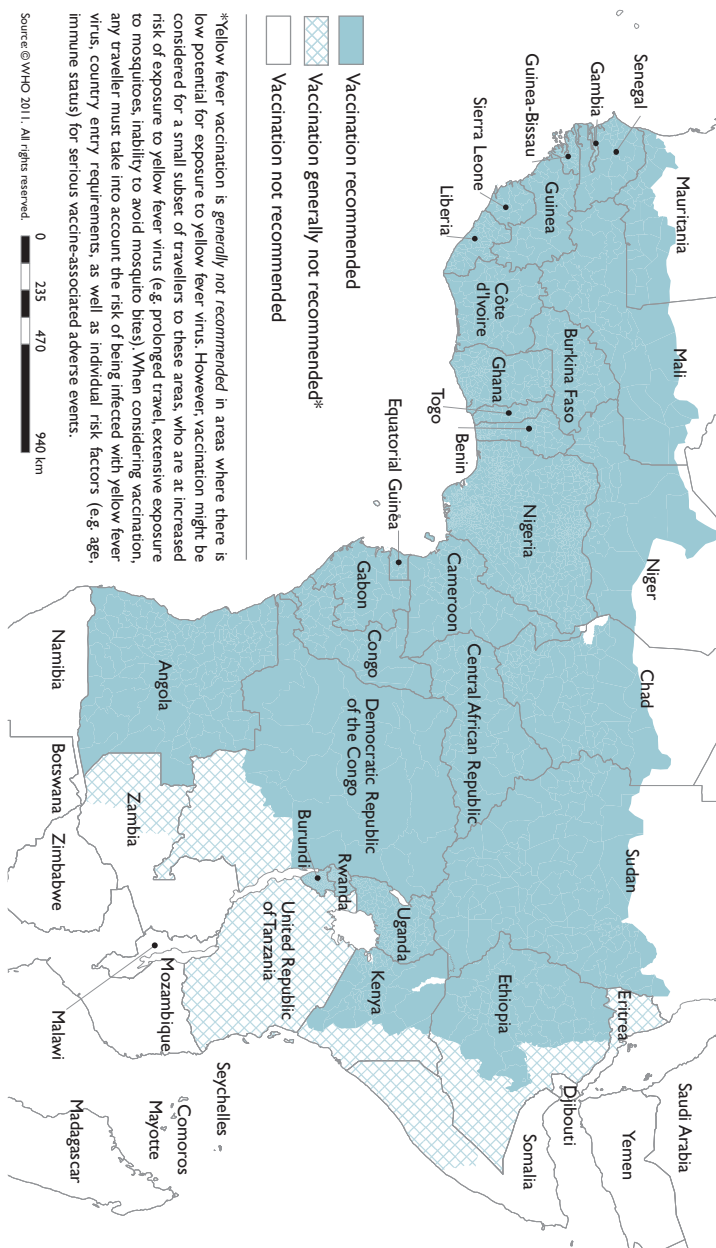 Mauritania
Mali
Niger
Chad
Sudan
Eritrea
Djibouti
Saudi Arabia
Yemen
Somalia
Senegal
Gambia
Guinea-Bissau
Guinea
Sierra Leone
Liberia
Côte
d'Ivoire
Burkina Faso
Ghana
Togo
Benin
Nigeria
Cameroon
Central African Republic
Ethiopia
Equatorial Guinea
Gabon
Congo
Democratic Republic
of the Congo
Uganda
Kenya
Rwanda
Burundi
United Republic
of Tanzania
Angola
Zambia
Malawi
Mozambique
Namibia
Botswana
Zimbabwe
Seychelles
Comoros
Mayotte
Madagascar
Vaccination recommended
Vaccination generally not recommended*
Vaccination not recommended
*Yellow fever vaccination is generally not recommended in areas where there is
low potential for exposure to yellow fever virus. However, vaccination might be
considered for a small subset of travellers to these areas, who are at increased
risk of exposure to yellow fever virus (e.g. prolonged travel, extensive exposure
to mosquitoes, inability to avoid mosquito bites). When considering vaccination,
any traveller must take into account the risk of being infected with yellow fever
virus, country entry requirements, as well as individual risk factors (e.g. age,
immune status) for serious vaccine-associated adverse events.
0 235 470 940 km
Source: © WHO 2011. All rights reserved.